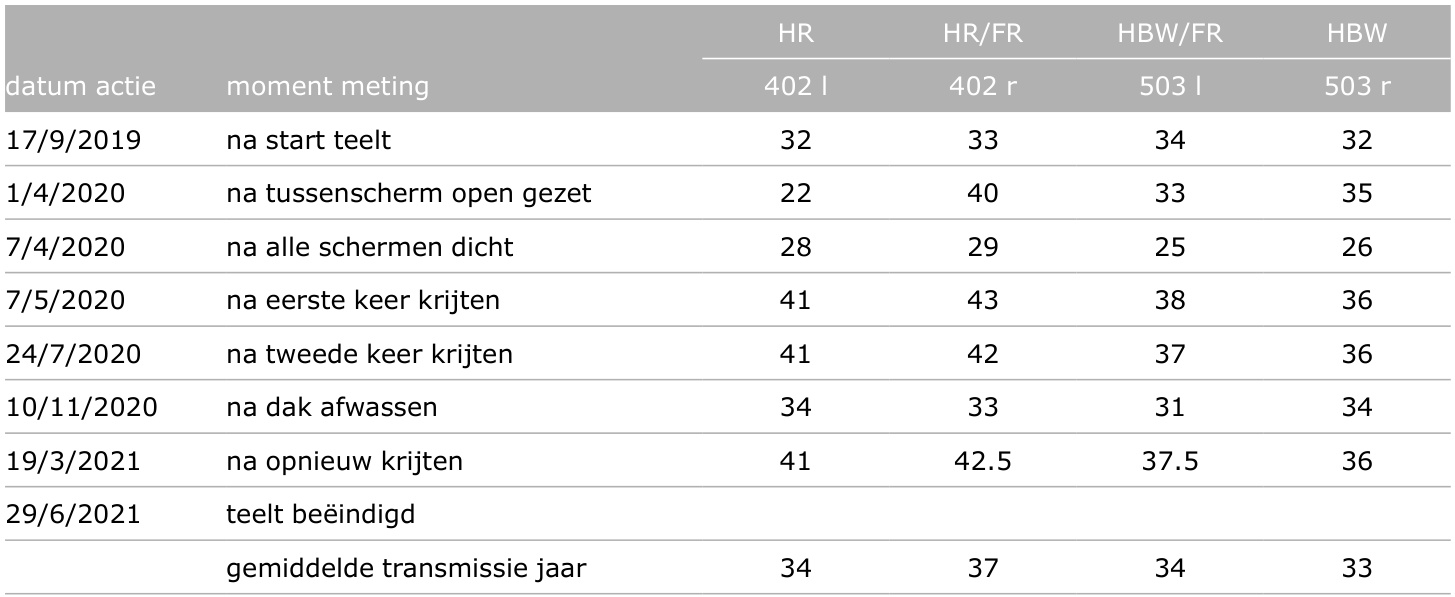 HR HR/FR HBW/FR HBW
datum actie moment meting 402 l 402 r 503 l 503 r
17/9/2019 na start teelt 32 33 34 32
1/4/2020 na tussenscherm open gezet 22 40 33 35
7/4/2020 na alle schermen dicht 28 29 25 26
7/5/2020 na eerste keer krijten 41 43 38 36
24/7/2020 na tweede keer krijten 41 42 37 36
10/11/2020 na dak afwassen 34 33 31 34
19/3/2021 na opnieuw krijten 41 42.5 37.5 36
29/6/2021 teelt beëindigd
gemiddelde transmissie jaar 34 37 34 33